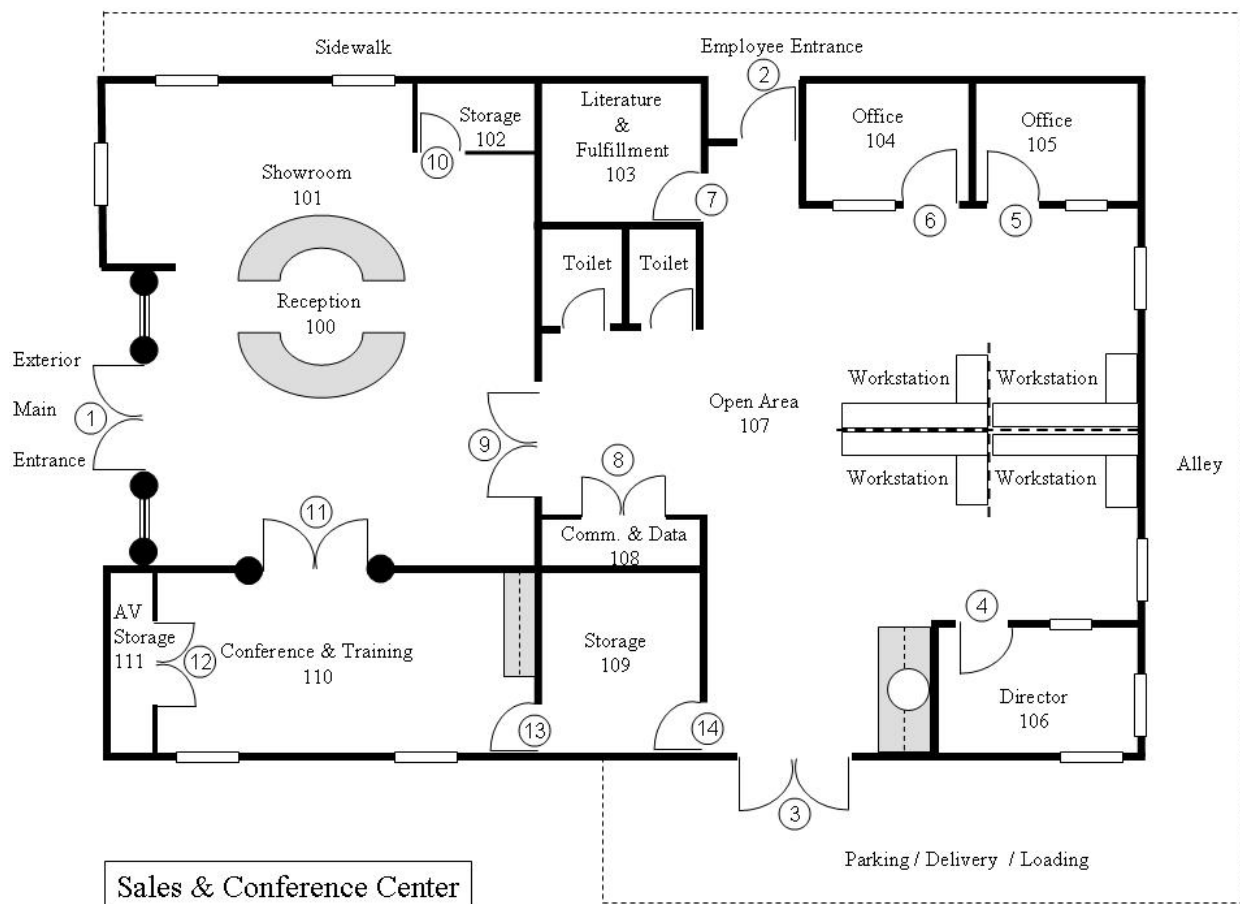 Sidewalk
Employee Entrance
2
Literature
&
Fulfillment
103
Storage
102
10
7
Office
104
Office
105
6
5
Showroom
101
Toilet
Toilet
Reception
100
Exterior
Main
Entrance
1
9
Workstation
Workstation
Open Area
107
Workstation
Workstation
Alley
8
Comm. & Data
108
11
4
AV
Storage
111
12
Conference & Training
110
Storage
109
13
14
Director
106
3
Parking / Delivery / Loading
Sales & Conference Center